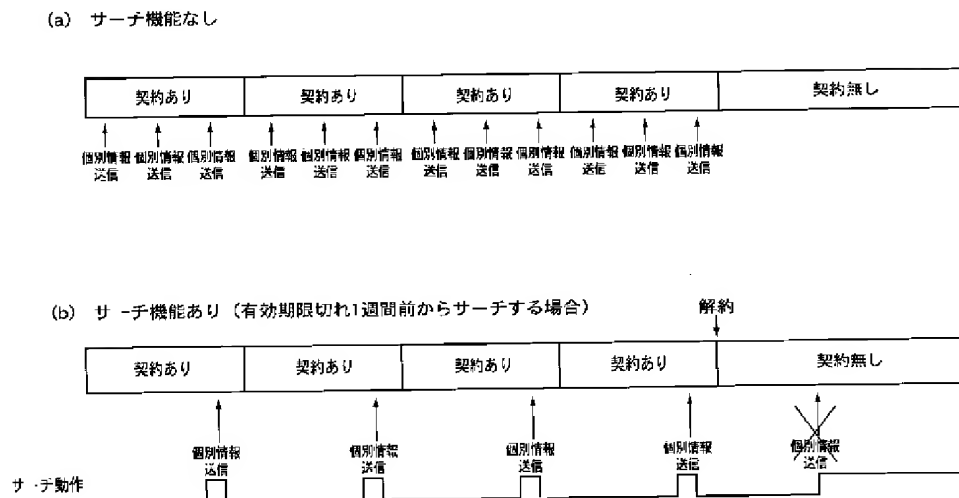 (a) サーチ機能なし
契約あり 契約あり 契約あり 契約あり 契約無し
個別情報 個別情報 個別情報 個別情報 個別情報 個別情報 個別情報 個別情報 個別情報 個別情報 個別情報 個別情報
送信 送信 送信 送信 送信 送信 送信 送信 送信 送信 送信 送信
(b) サーチ機能あり（有効期限切れ1週間前からサーチする場合） 解約
契約あり 契約あり 契約あり 契約あり 契約無し
個別情報 個別情報 個別情報 個別情報 個別情報
送信 送信 送信 送信 送信
サーチ動作